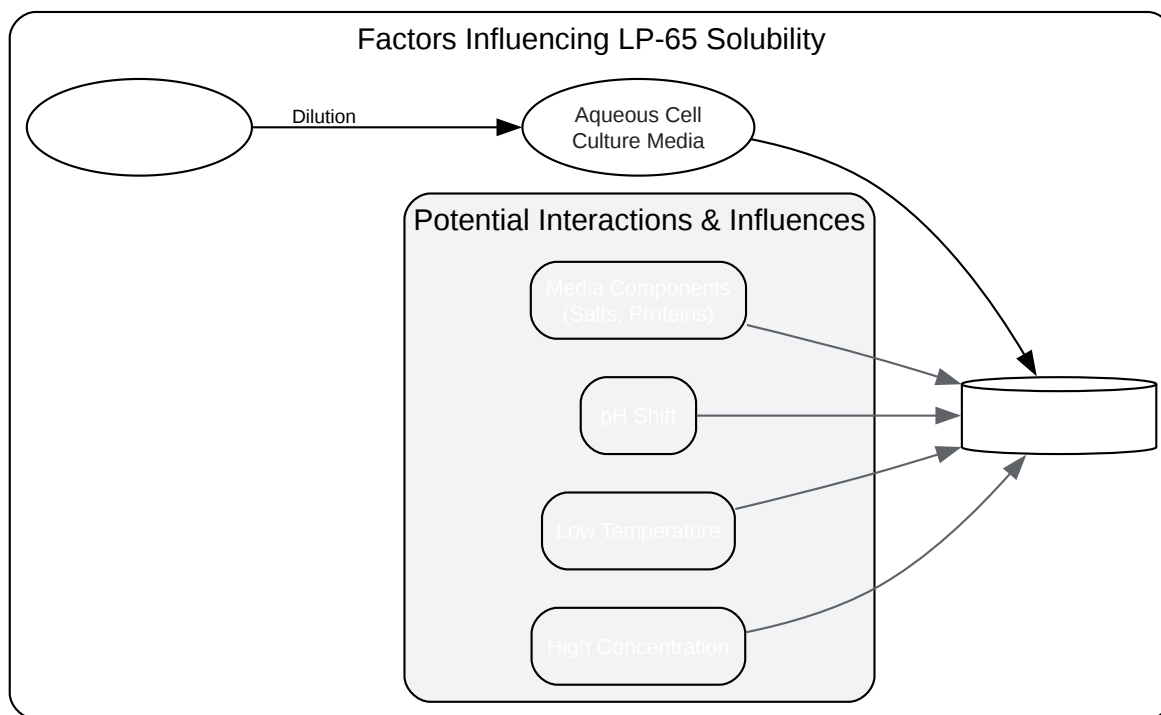 Factors Influencing LP-65 Solubility
Dilution
Aqueous Cell
Culture Media
Potential Interactions & Influences
Media Components
(Salts, Proteins)
pH Shift
Low Temperature
High Concentration